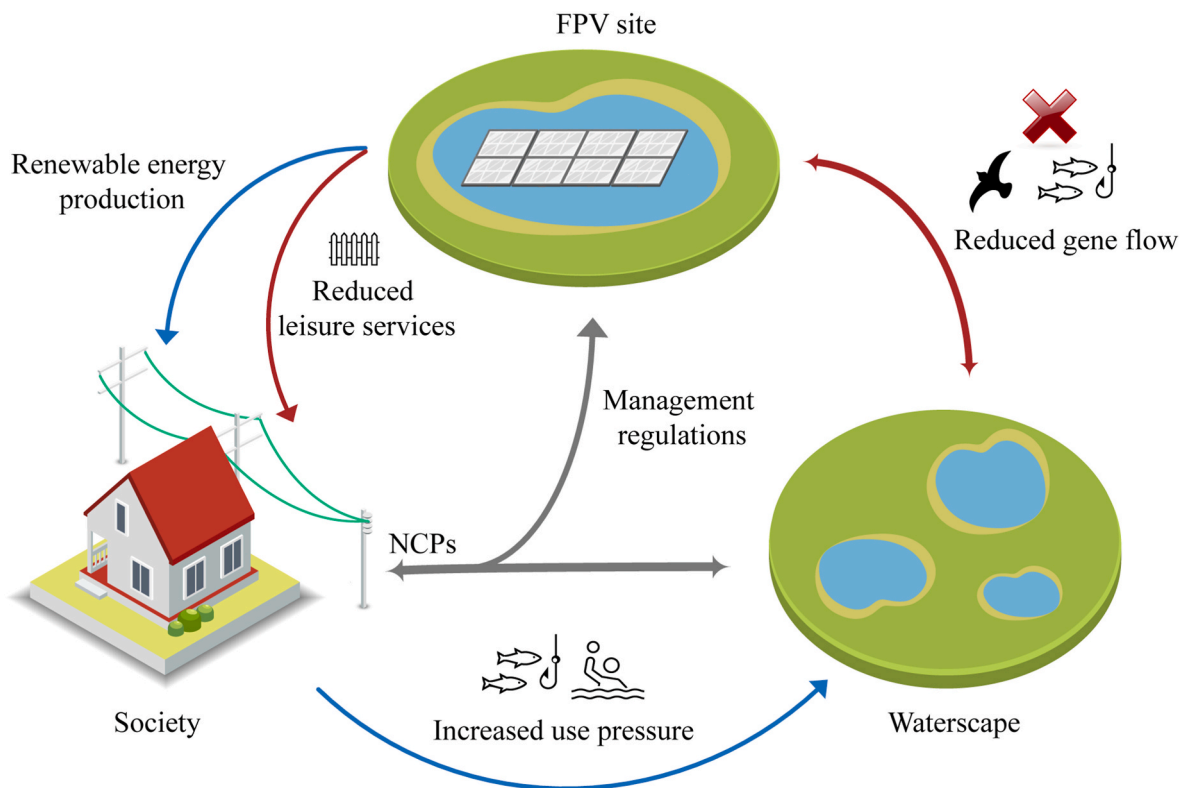 FPV site
Renewable energy
production
Reduced gene flow
Reduced
leisure services
Management
regulations
NCPs
Society
Increased use pressure
Waterscape